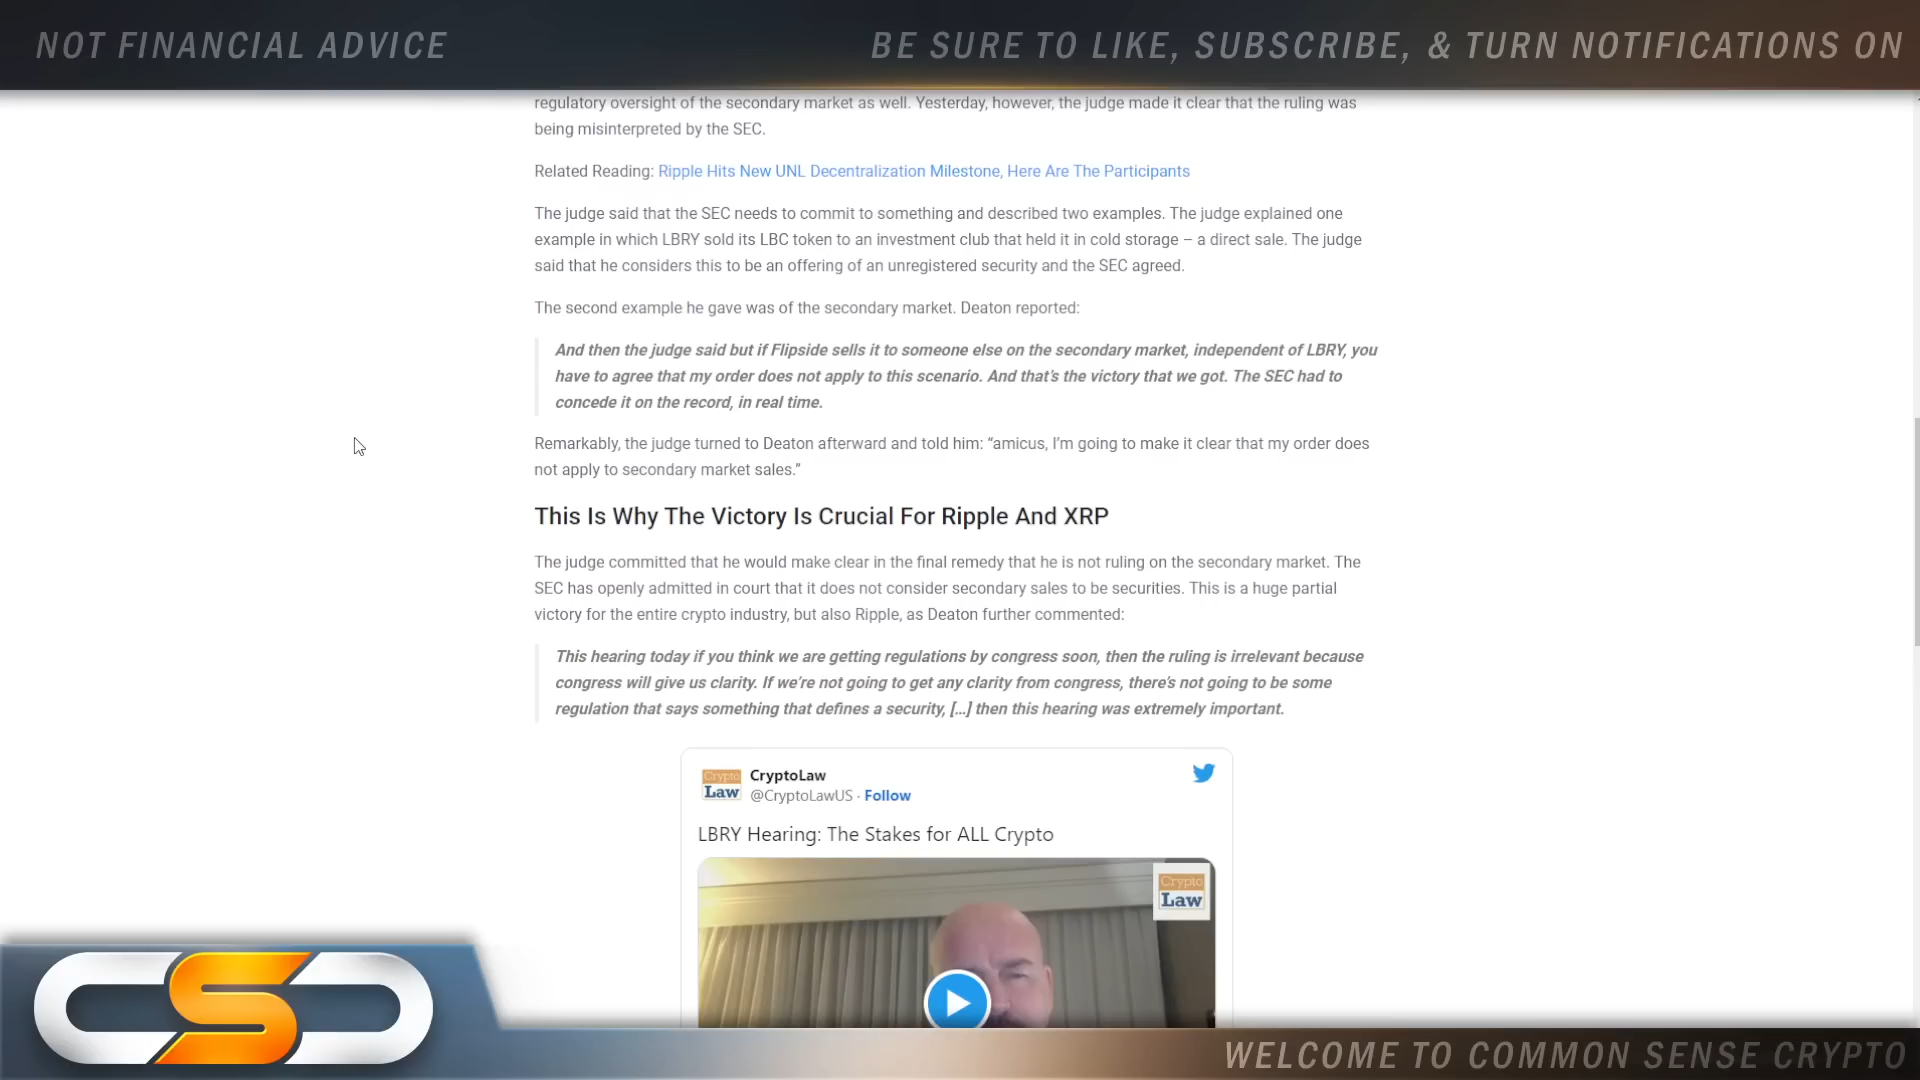 NOT FINANCIAL ADVICE
BE SURE TO LIKE, SUBSCRIBE, & TURN NOTIFICATIONS ON
regulatory oversight of the secondary market as well. Yesterday, however, the judge made it clear that the ruling was
being misinterpreted by the SEC.
Related Reading: Ripple Hits New UNL Decentralization Milestone, Here Are The Participants
The judge said that the SEC needs to commit to something and described two examples. The judge explained one
example in which LBRY sold its LBC token to an investment club that held it in cold storage – a direct sale. The judge
said that he considers this to be an offering of an unregistered security and the SEC agreed.
The second example he gave was of the secondary market. Deaton reported:
And then the judge said but if Flipside sells it to someone else on the secondary market, independent of LBRY, you
have to agree that my order does not apply to this scenario. And that’s the victory that we got. The SEC had to
concede it on the record, in real time.
Remarkably, the judge turned to Deaton afterward and told him: “amicus, I’m going to make it clear that my order does
not apply to secondary market sales.”
This Is Why The Victory Is Crucial For Ripple And XRP
The judge committed that he would make clear in the final remedy that he is not ruling on the secondary market. The
SEC has openly admitted in court that it does not consider secondary sales to be securities. This is a huge partial
victory for the entire crypto industry, but also Ripple, as Deaton further commented:
This hearing today if you think we are getting regulations by congress soon, then the ruling is irrelevant because
congress will give us clarity. If we’re not going to get any clarity from congress, there’s not going to be some
regulation that says something that defines a security, […] then this hearing was extremely important.
Crypto
Law
CryptoLaw
@CryptoLawUS · Follow
LBRY Hearing: The Stakes for ALL Crypto
Crypto
Law
CSC
WELCOME TO COMMON SENSE CRYPTO